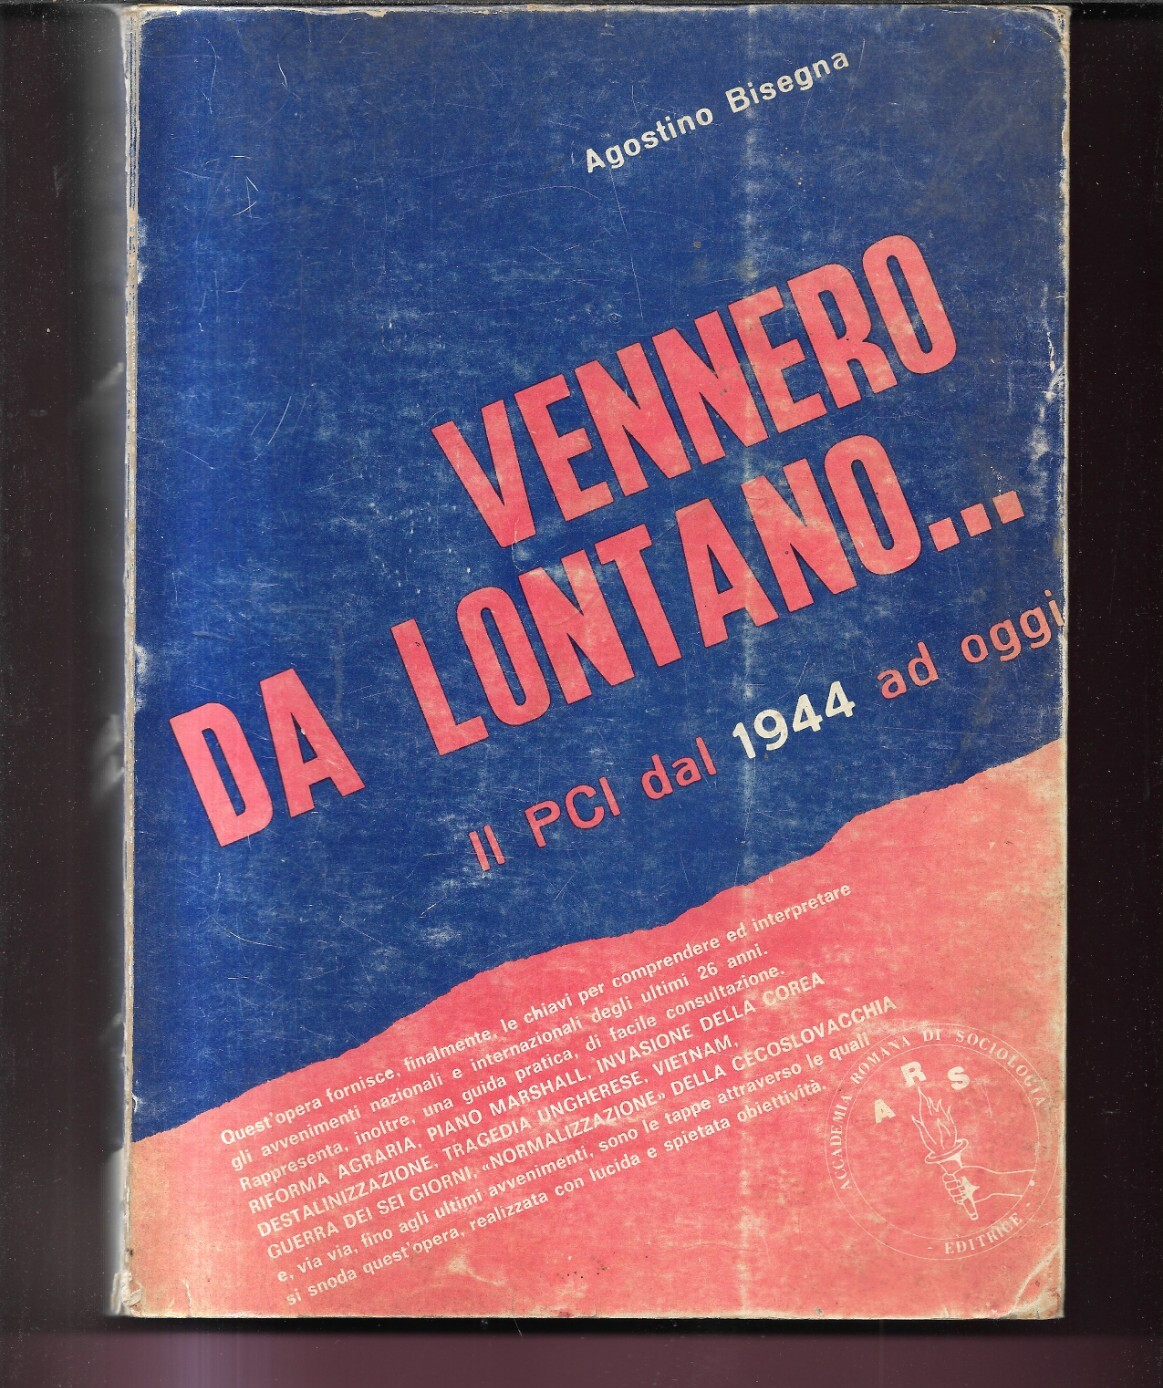 Agostino Bisegna
VENNERO
DA LONTANO...
Il PCI dal 1944 ad oggi
Quest'opera fornisce, finalmente, le chiavi per comprendere ed interpretare
gli avvenimenti nazionali e internazionali degli ultimi 26 anni.
Rappresenta, inoltre, una guida pratica, di facile consultazione.
RIFORMA AGRARIA, PIANO MARSHALL, INVASIONE DELLA COREA
DESTALINIZZAZIONE, TRAGEDIA UNGHERESE, VIETNAM,
GUERRA DEI SEI GIORNI, «NORMALIZZAZIONE» DELLA CECOSLOVACCHIA
e, via via, fino agli ultimi avvenimenti, sono le tappe attraverso le quali
si snoda quest'opera, realizzata con lucida e spietata obiettività.
ACCADEMIA ROMANA DI SOCIOLOGIA
A R S
- EDITRICE -